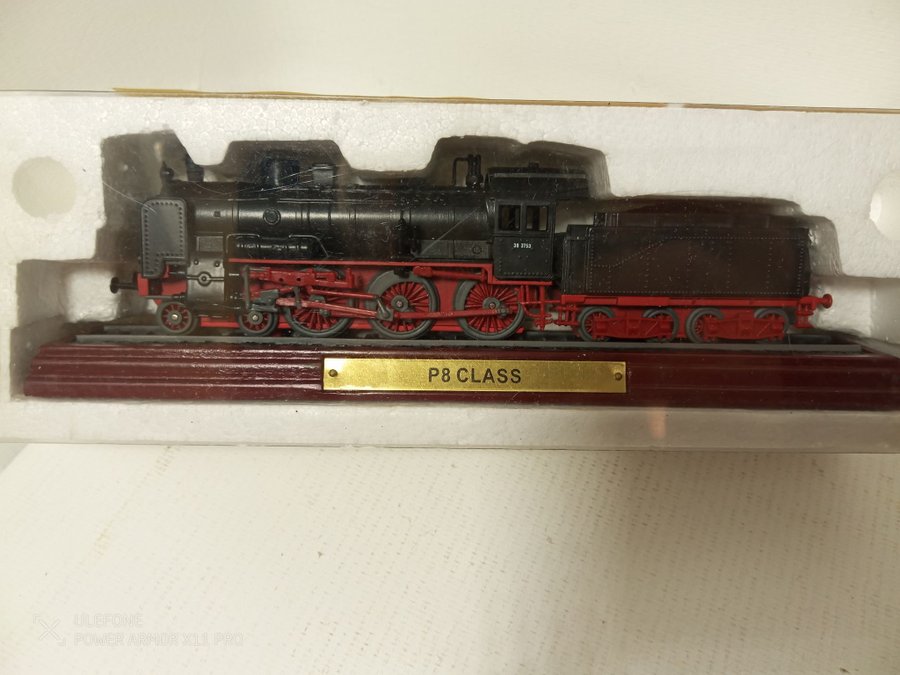 38 3753
P8 CLASS
ULEFONE
POWER ARMOR X11 PRO